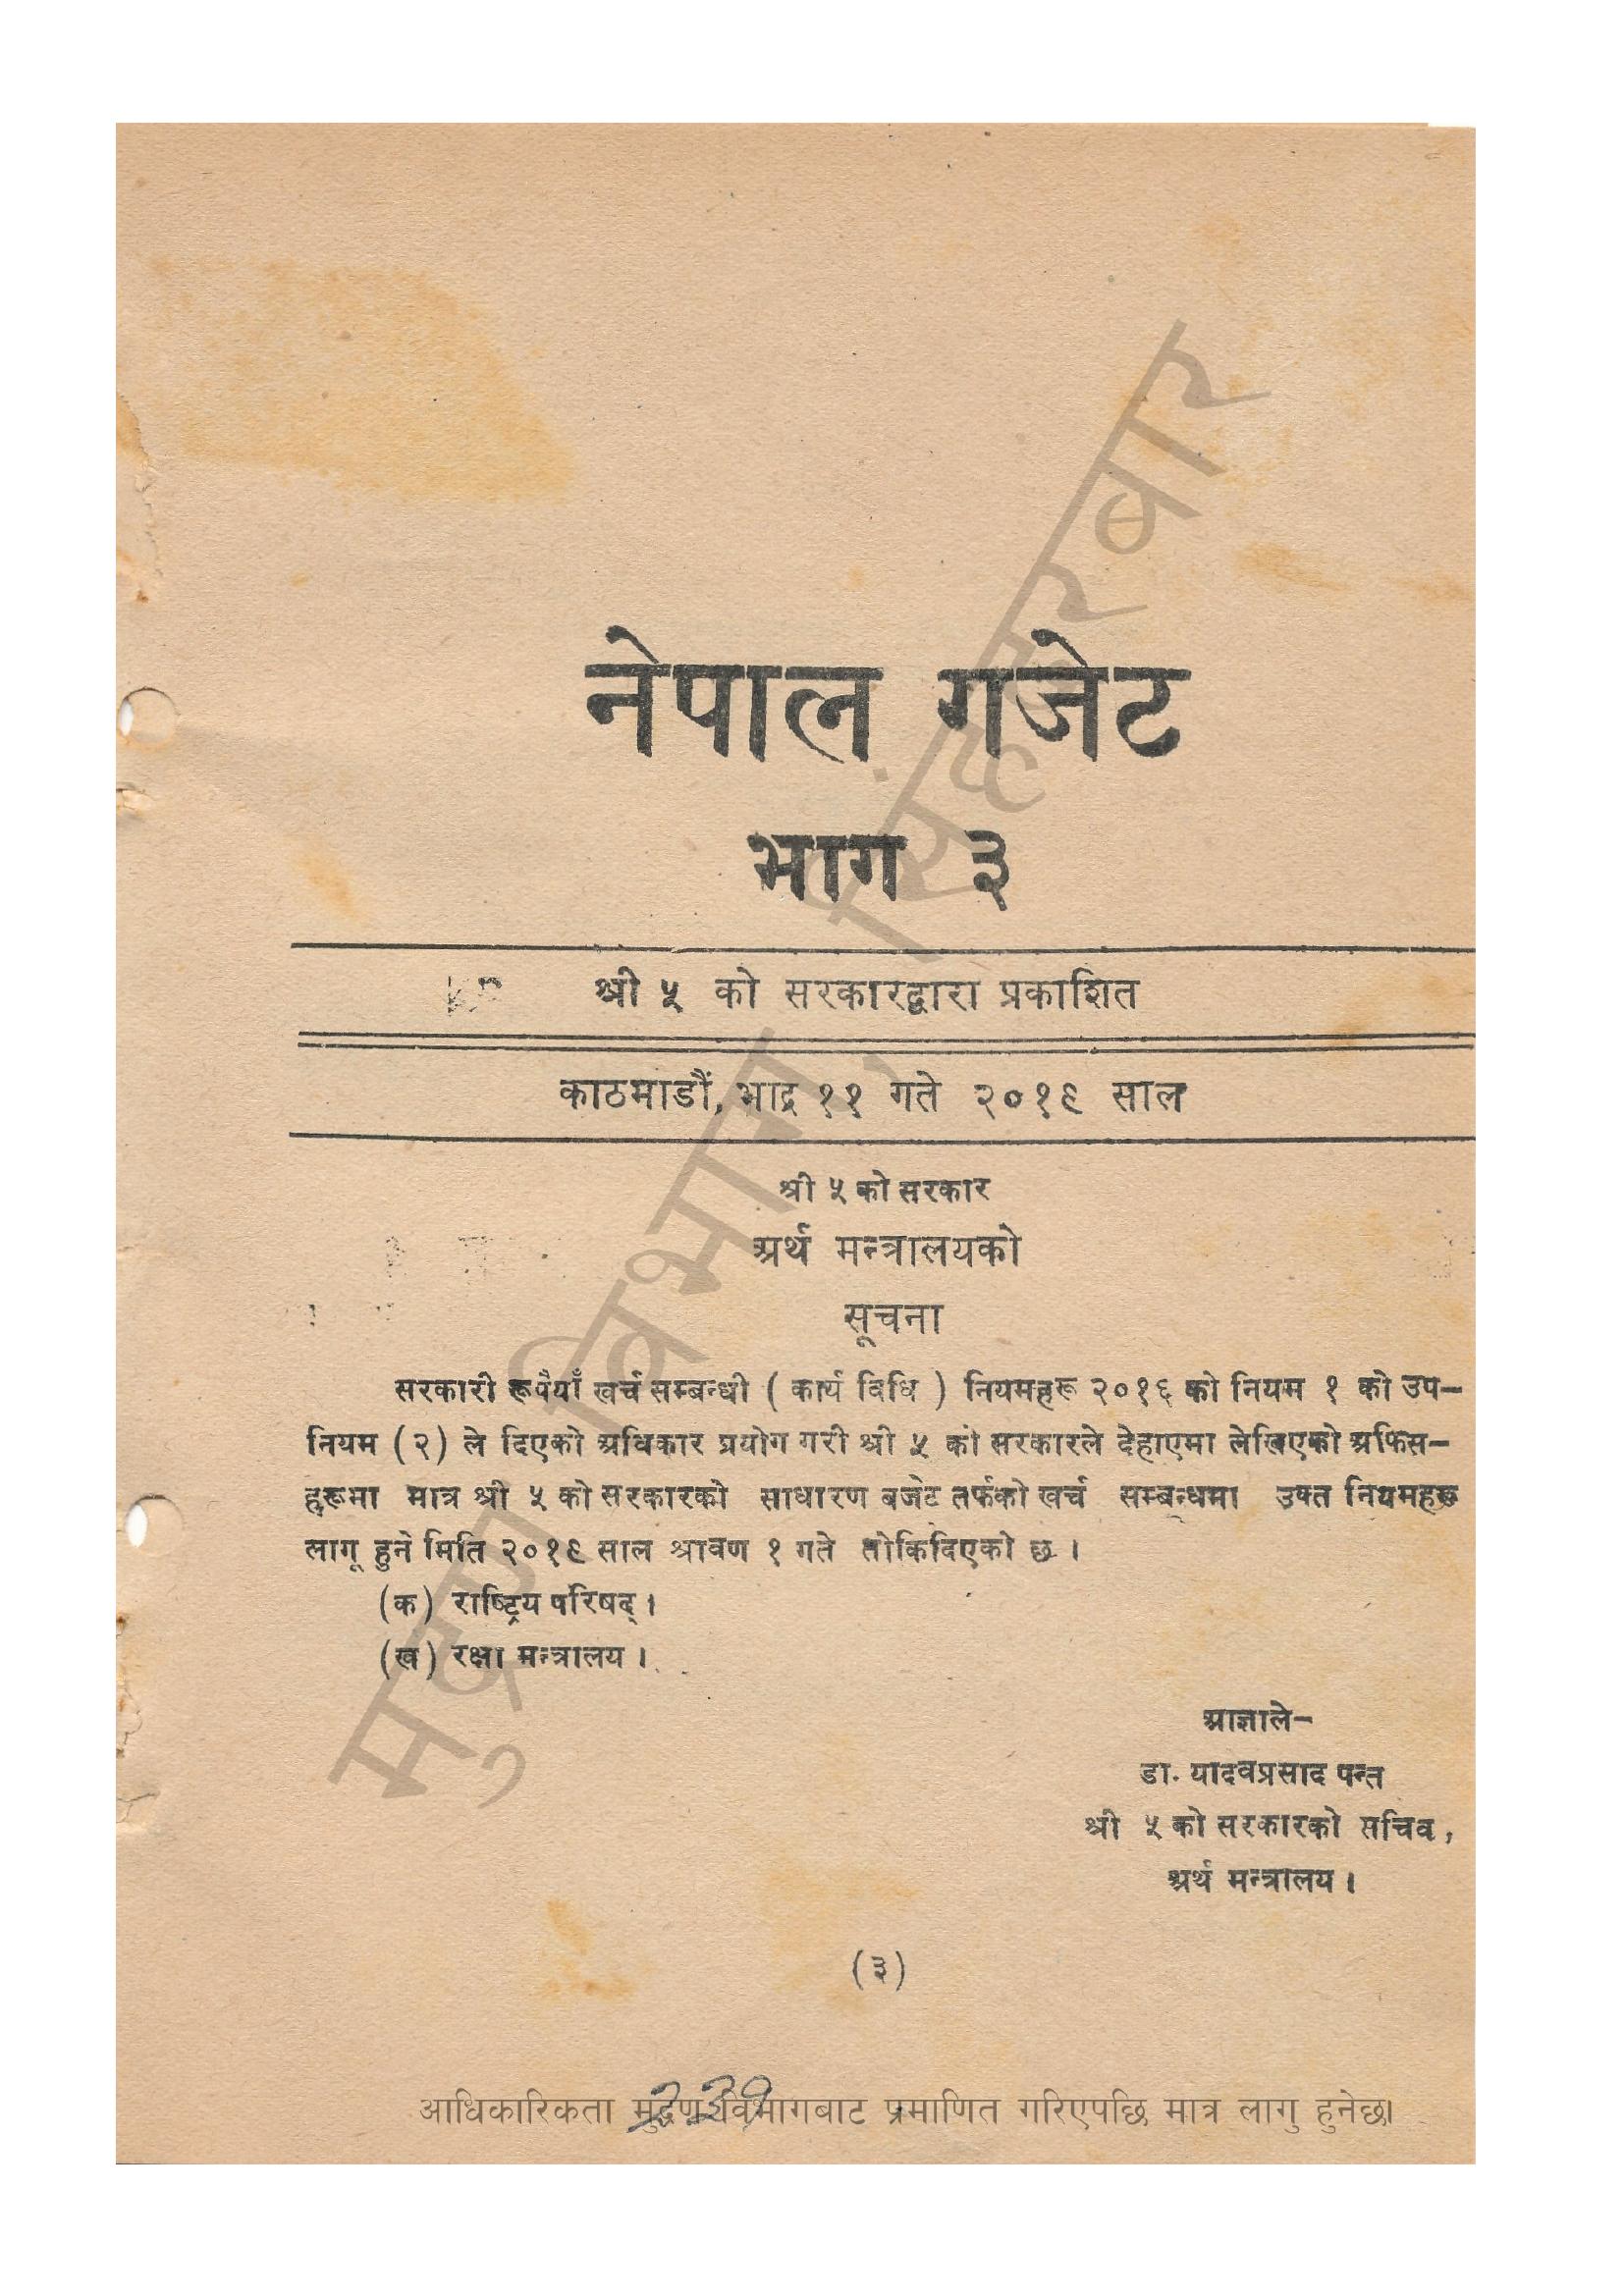 नेपाल गजेट
भाग ३
श्री ५ को सरकारद्वारा प्रकाशित
काठमाडौं, भाद्र ११ गते २०१९ साल
श्री ५ को सरकार
अर्थ मन्त्रालयको
सूचना
सरकारी रूपैयाँ खर्च सम्बन्धी ( कार्य विधि ) नियमहरू २०१६ को नियम १ को उप-
नियम (२) ले दिएको अधिकार प्रयोग गरी श्री ५ को सरकारले देहाएमा लेखिएको अफिस-
हरूमा मात्र श्री ५ को सरकारको साधारण बजेट तर्फको खर्च सम्बन्धमा उक्त नियमहरू
लागू हुने मिति २०१९ साल श्रावण १ गते तोकिदिएको छ ।
(क) राष्ट्रिय परिषद् ।
(ख) रक्षा मन्त्रालय ।
आज्ञाले-
डा. यादवप्रसाद पन्त
श्री ५ को सरकारको सचिव,
अर्थ मन्त्रालय ।
(३)
आधिकारिकता मुद्रण विभागबाट प्रमाणित गरिएपछि मात्र लागु हुनेछ।
मुद्रण विभाग, सिंहदरबार